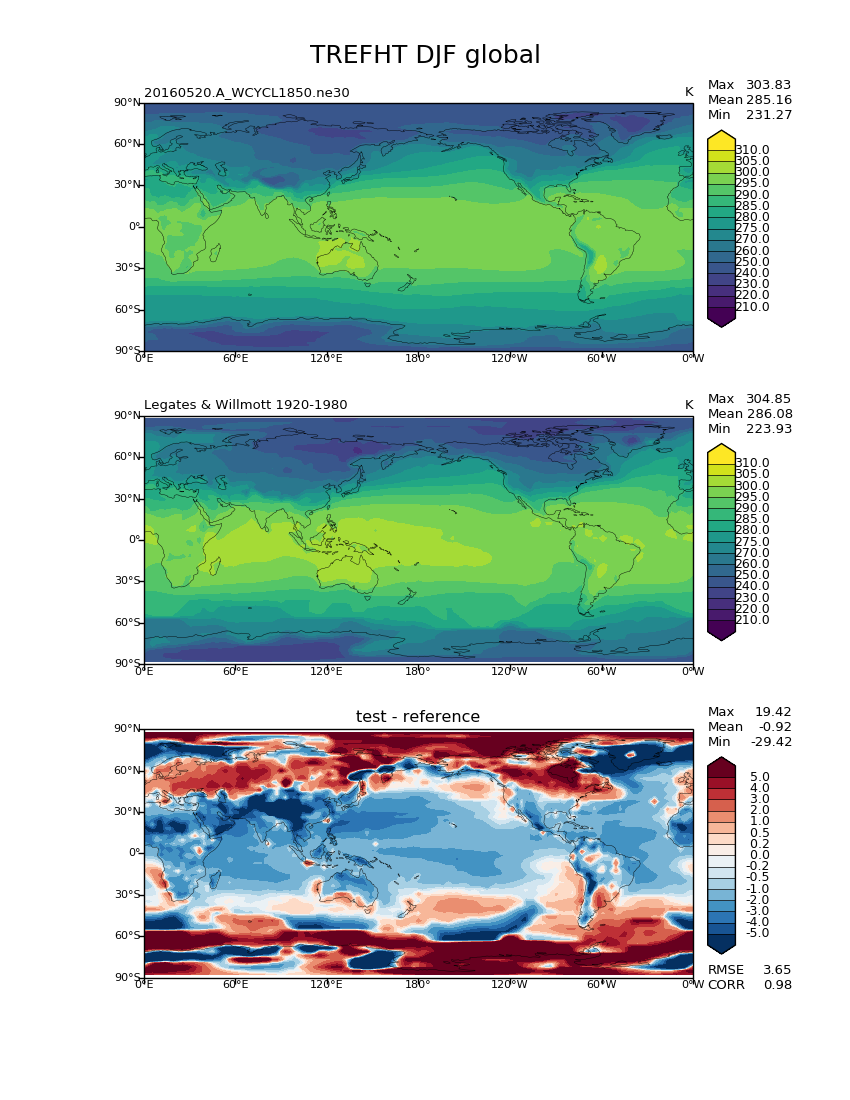 TREFHT DJF global
20160520.A_WCYCL1850.ne30
K
Max 303.83
Mean 285.16
Min 231.27
90°N
60°N
30°N
0°
30°S
60°S
90°S
0°E 60°E 120°E 180° 120°W 60°W 0°W
310.0
305.0
300.0
295.0
290.0
285.0
280.0
275.0
270.0
260.0
250.0
240.0
230.0
220.0
210.0
Legates & Willmott 1920-1980
K
Max 304.85
Mean 286.08
Min 223.93
90°N
60°N
30°N
0°
30°S
60°S
90°S
0°E 60°E 120°E 180° 120°W 60°W 0°W
310.0
305.0
300.0
295.0
290.0
285.0
280.0
275.0
270.0
260.0
250.0
240.0
230.0
220.0
210.0
test - reference
Max 19.42
Mean -0.92
Min -29.42
90°N
60°N
30°N
0°
30°S
60°S
90°S
0°E 60°E 120°E 180° 120°W 60°W 0°W
5.0
4.0
3.0
2.0
1.0
0.5
0.2
0.0
-0.2
-0.5
-1.0
-2.0
-3.0
-4.0
-5.0
RMSE 3.65
CORR 0.98